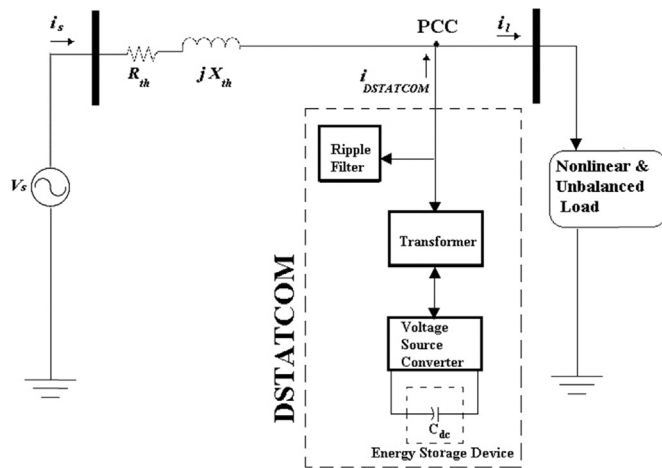 i_s
PCC
i_l
R_th
jX_th
i_DSTATCOM
Ripple
Filter
Nonlinear &
Unbalanced
Load
V_s
Transformer
DSTATCOM
Voltage
Source
Converter
C_dc
Energy Storage Device